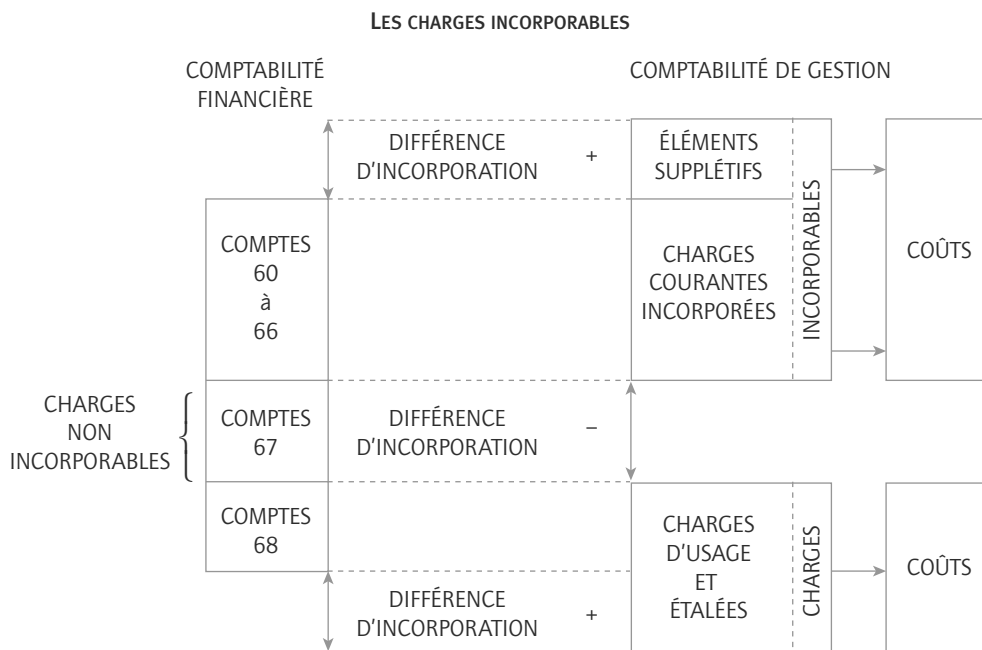 LES CHARGES INCORPORABLES
COMPTABILITÉ
FINANCIÈRE
COMPTABILITÉ DE GESTION
DIFFÉRENCE
D'INCORPORATION
+
ÉLÉMENTS
SUPPLÉTIFS
COMPTES
60
à
66
CHARGES
COURANTES
INCORPORÉES
INCORPORABLES
COÛTS
CHARGES
NON
INCORPORABLES
COMPTES
67
DIFFÉRENCE
D'INCORPORATION
–
COMPTES
68
CHARGES
D'USAGE
ET
ÉTALÉES
CHARGES
COÛTS
DIFFÉRENCE
D'INCORPORATION
+